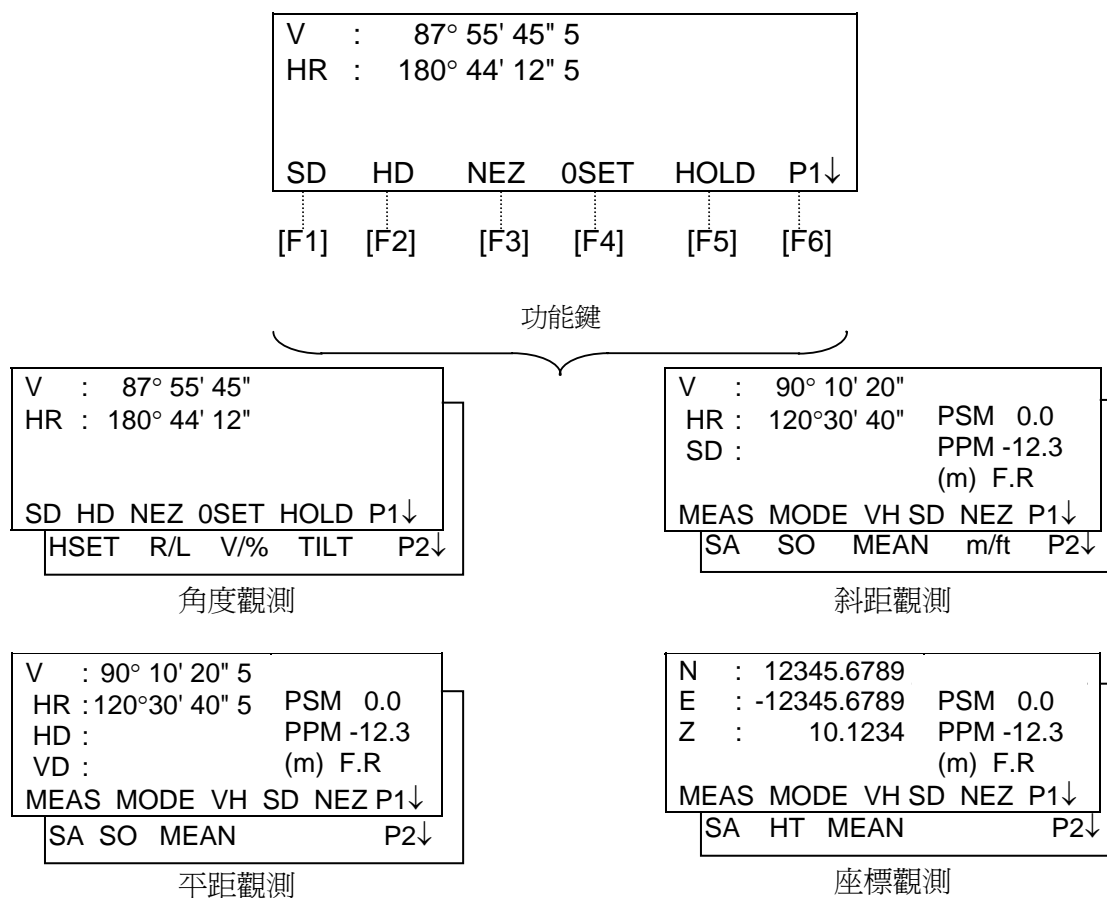 V : 87° 55' 45" 5
HR : 180° 44' 12" 5
SD HD NEZ 0SET HOLD P1↓
[F1] [F2] [F3] [F4] [F5] [F6]
功能鍵
V : 87° 55' 45"
HR : 180° 44' 12"
SD HD NEZ 0SET HOLD P1↓
HSET R/L V/% TILT P2↓
角度觀測
V : 90° 10' 20"
HR : 120°30' 40" PSM 0.0
SD : PPM -12.3
(m) F.R
MEAS MODE VH SD NEZ P1↓
SA SO MEAN m/ft P2↓
斜距觀測
V : 90° 10' 20" 5
HR : 120°30' 40" 5 PSM 0.0
HD : PPM -12.3
VD : (m) F.R
MEAS MODE VH SD NEZ P1↓
SA SO MEAN P2↓
平距觀測
N : 12345.6789
E : -12345.6789 PSM 0.0
Z : 10.1234 PPM -12.3
(m) F.R
MEAS MODE VH SD NEZ P1↓
SA HT MEAN P2↓
座標觀測